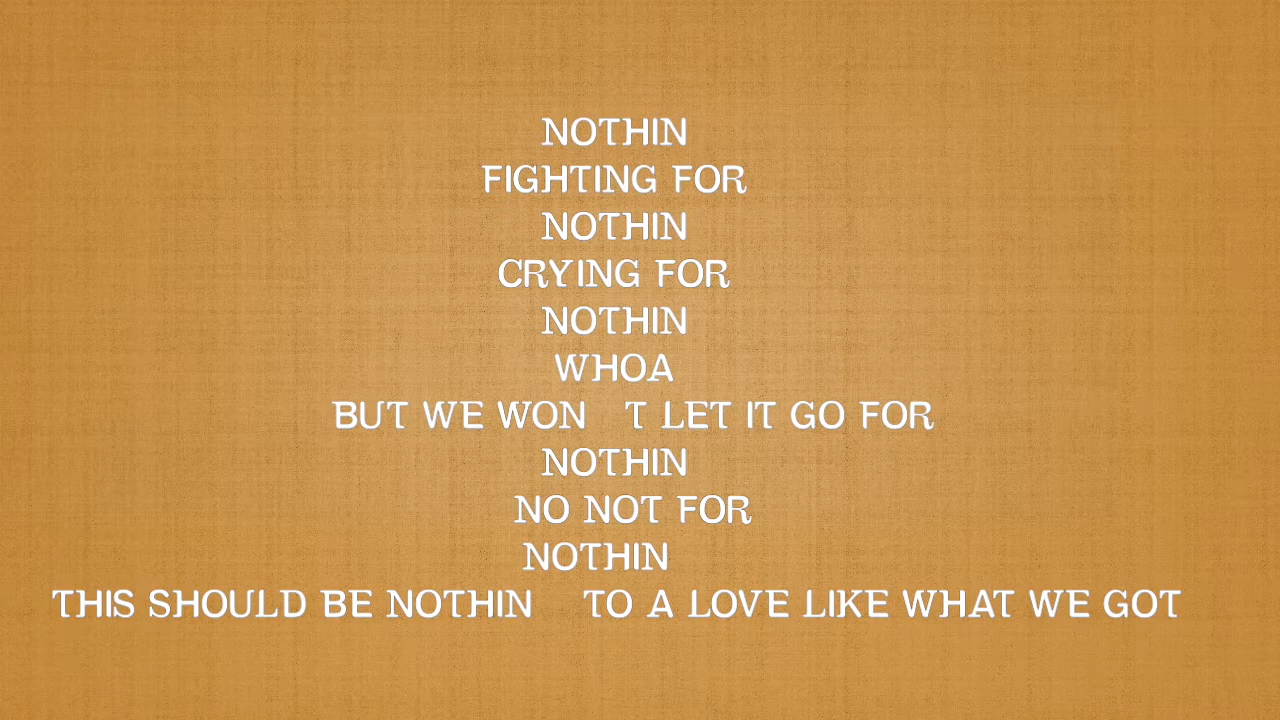 NOTHIN
FIGHTING FOR
NOTHIN
CRYING FOR
NOTHIN
WHOA
BUT WE WON T LET IT GO FOR
NOTHIN
NO NOT FOR
NOTHIN
THIS SHOULD BE NOTHIN TO A LOVE LIKE WHAT WE GOT